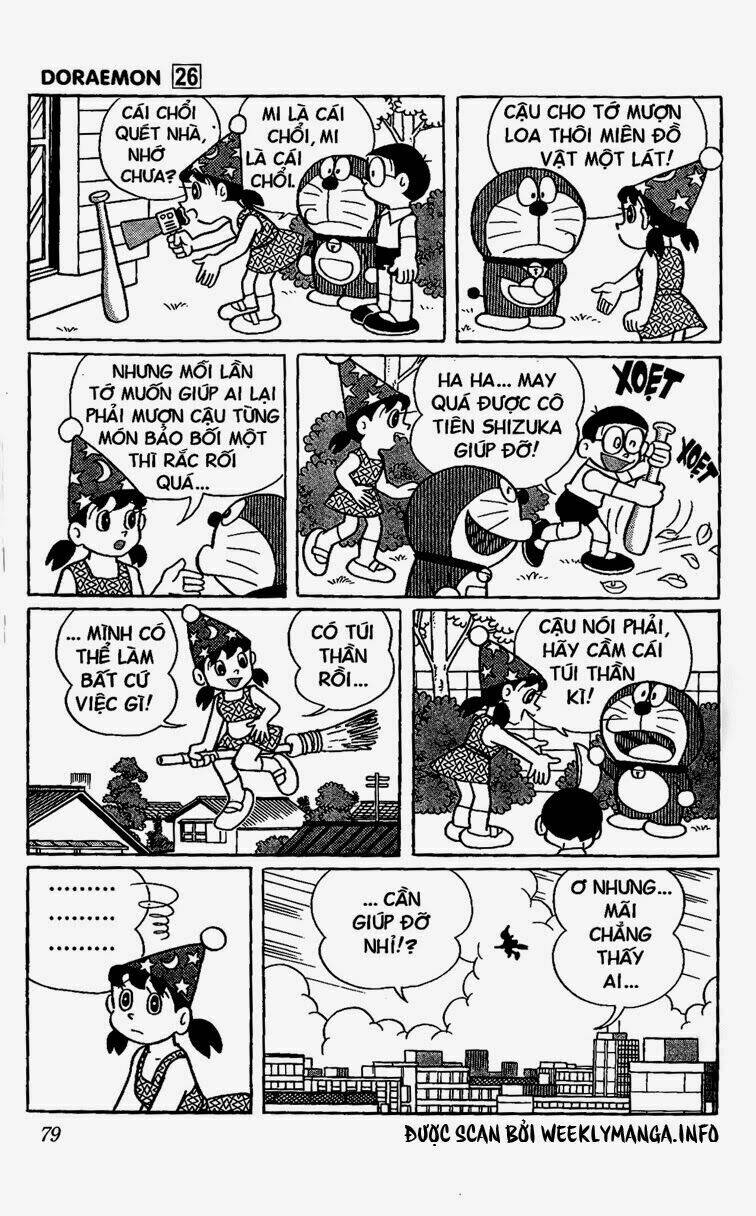 DORAEMON 26
CẬU CHO TỚ MƯỢN
LOA THÔI MIÊN ĐỒ
VẬT MỘT LÁT!
MI LÀ CÁI
CHỔI, MI
LÀ CÁI
CHỔI.
CÁI CHỔI
QUÉT NHÀ,
NHỚ
CHƯA?
XOẸT
XOẸT
HA HA... MAY
QUÁ ĐƯỢC CÔ
TIÊN SHIZUKA
GIÚP ĐỠ!
NHƯNG MỖI LẦN
TỚ MUỐN GIÚP AI LẠI
PHẢI MƯỢN CẬU TỪNG
MÓN BẢO BỐI MỘT
THÌ RẮC RỐI
QUÁ...
CẬU NÓI PHẢI,
HÃY CẦM CÁI
TÚI THẦN
KÌ!
CÓ TÚI
THẦN
RỒI...
... MÌNH CÓ
THỂ LÀM
BẤT CỨ
VIỆC GÌ!
Ơ NHƯNG...
MÃI
CHẲNG
THẤY
AI...
... CẦN
GIÚP ĐỠ
NHỈ!?
..........
..........
..........
79
ĐƯỢC SCAN BỞI WEEKLYMANGA.INFO